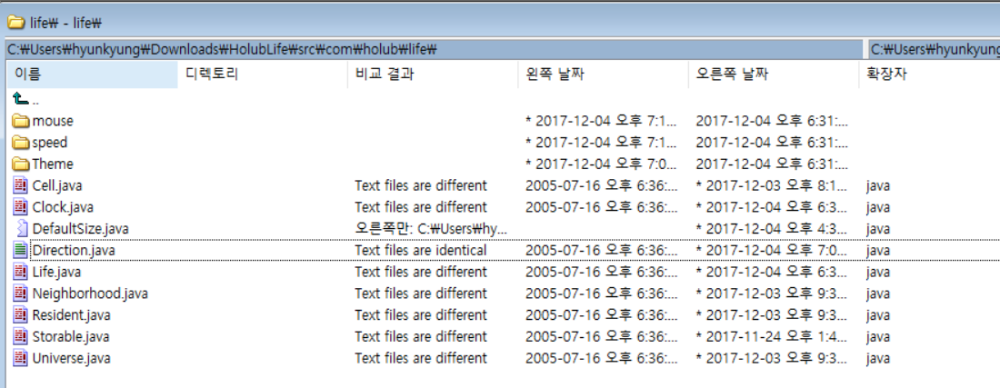 life₩ - life₩
C:₩Users₩hyunkyung₩Downloads₩HolubLife₩src₩com₩holub₩life₩ C:₩Users₩hyunkyung
이름 디렉토리 비교 결과 왼쪽 날짜 오른쪽 날짜 확장자
..
mouse * 2017-12-04 오후 7:1... 2017-12-04 오후 6:31:...
speed * 2017-12-04 오후 7:1... 2017-12-04 오후 6:31:...
Theme * 2017-12-04 오후 7:0... 2017-12-04 오후 6:31:...
Cell.java Text files are different 2005-07-16 오후 6:36:... * 2017-12-03 오후 8:1... java
Clock.java Text files are different 2005-07-16 오후 6:36:... * 2017-12-04 오후 6:3... java
DefaultSize.java 오른쪽만: C:₩Users₩hy... * 2017-12-04 오후 4:3... java
Direction.java Text files are identical 2005-07-16 오후 6:36:... * 2017-12-04 오후 7:0... java
Life.java Text files are different 2005-07-16 오후 6:36:... * 2017-12-04 오후 6:3... java
Neighborhood.java Text files are different 2005-07-16 오후 6:36:... * 2017-12-03 오후 9:3... java
Resident.java Text files are different 2005-07-16 오후 6:36:... * 2017-12-03 오후 9:3... java
Storable.java Text files are different 2005-07-16 오후 6:36:... * 2017-11-24 오후 1:4... java
Universe.java Text files are different 2005-07-16 오후 6:36:... * 2017-12-03 오후 9:3... java